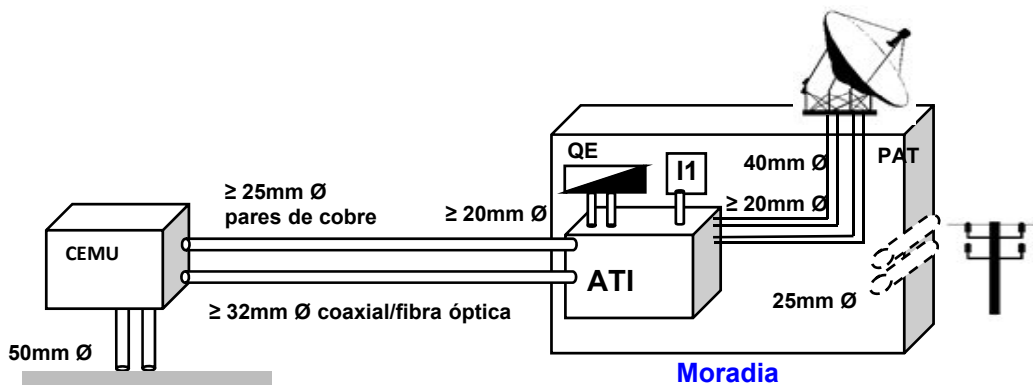 QE
I1
40mm Ø
PAT
≥ 25mm Ø
pares de cobre
≥ 20mm Ø
≥ 20mm Ø
CEMU
ATI
25mm Ø
≥ 32mm Ø coaxial/fibra óptica
50mm Ø
Moradia